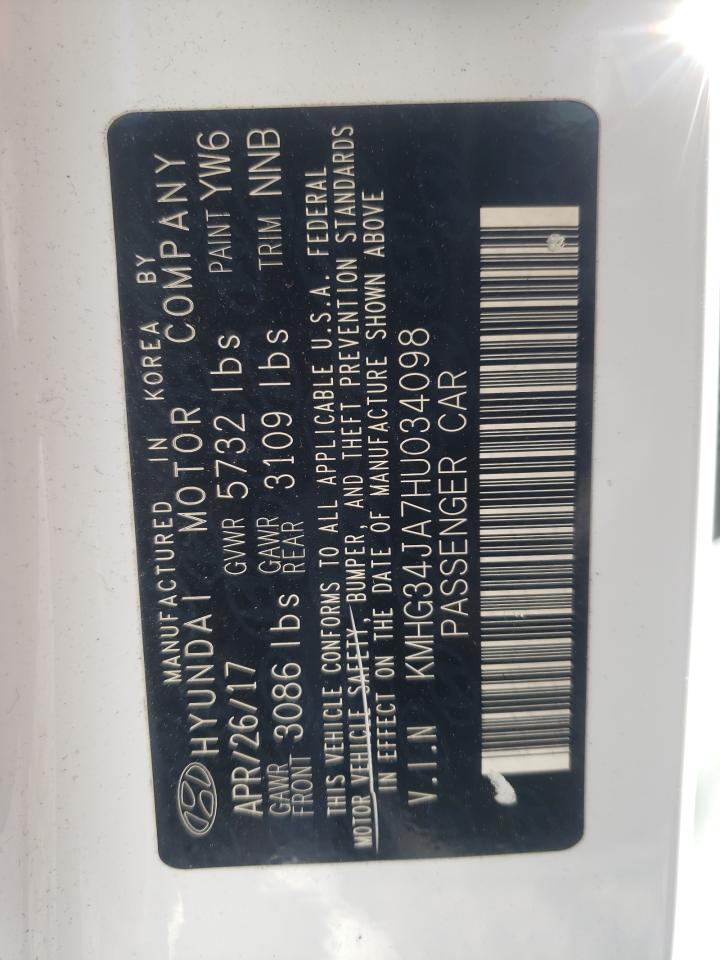 MANUFACTURED IN KOREA BY
HYUNDAI MOTOR COMPANY
APR/26/17 GVWR 5732 lbs PAINT YW6
GAWR FRONT 3086 lbs GAWR REAR 3109 lbs TRIM NNB
THIS VEHICLE CONFORMS TO ALL APPLICABLE U.S.A. FEDERAL
MOTOR VEHICLE SAFETY, BUMPER, AND THEFT PREVENTION STANDARDS
IN EFFECT ON THE DATE OF MANUFACTURE SHOWN ABOVE
V.I.N KMHG34JA7HU034098
PASSENGER CAR